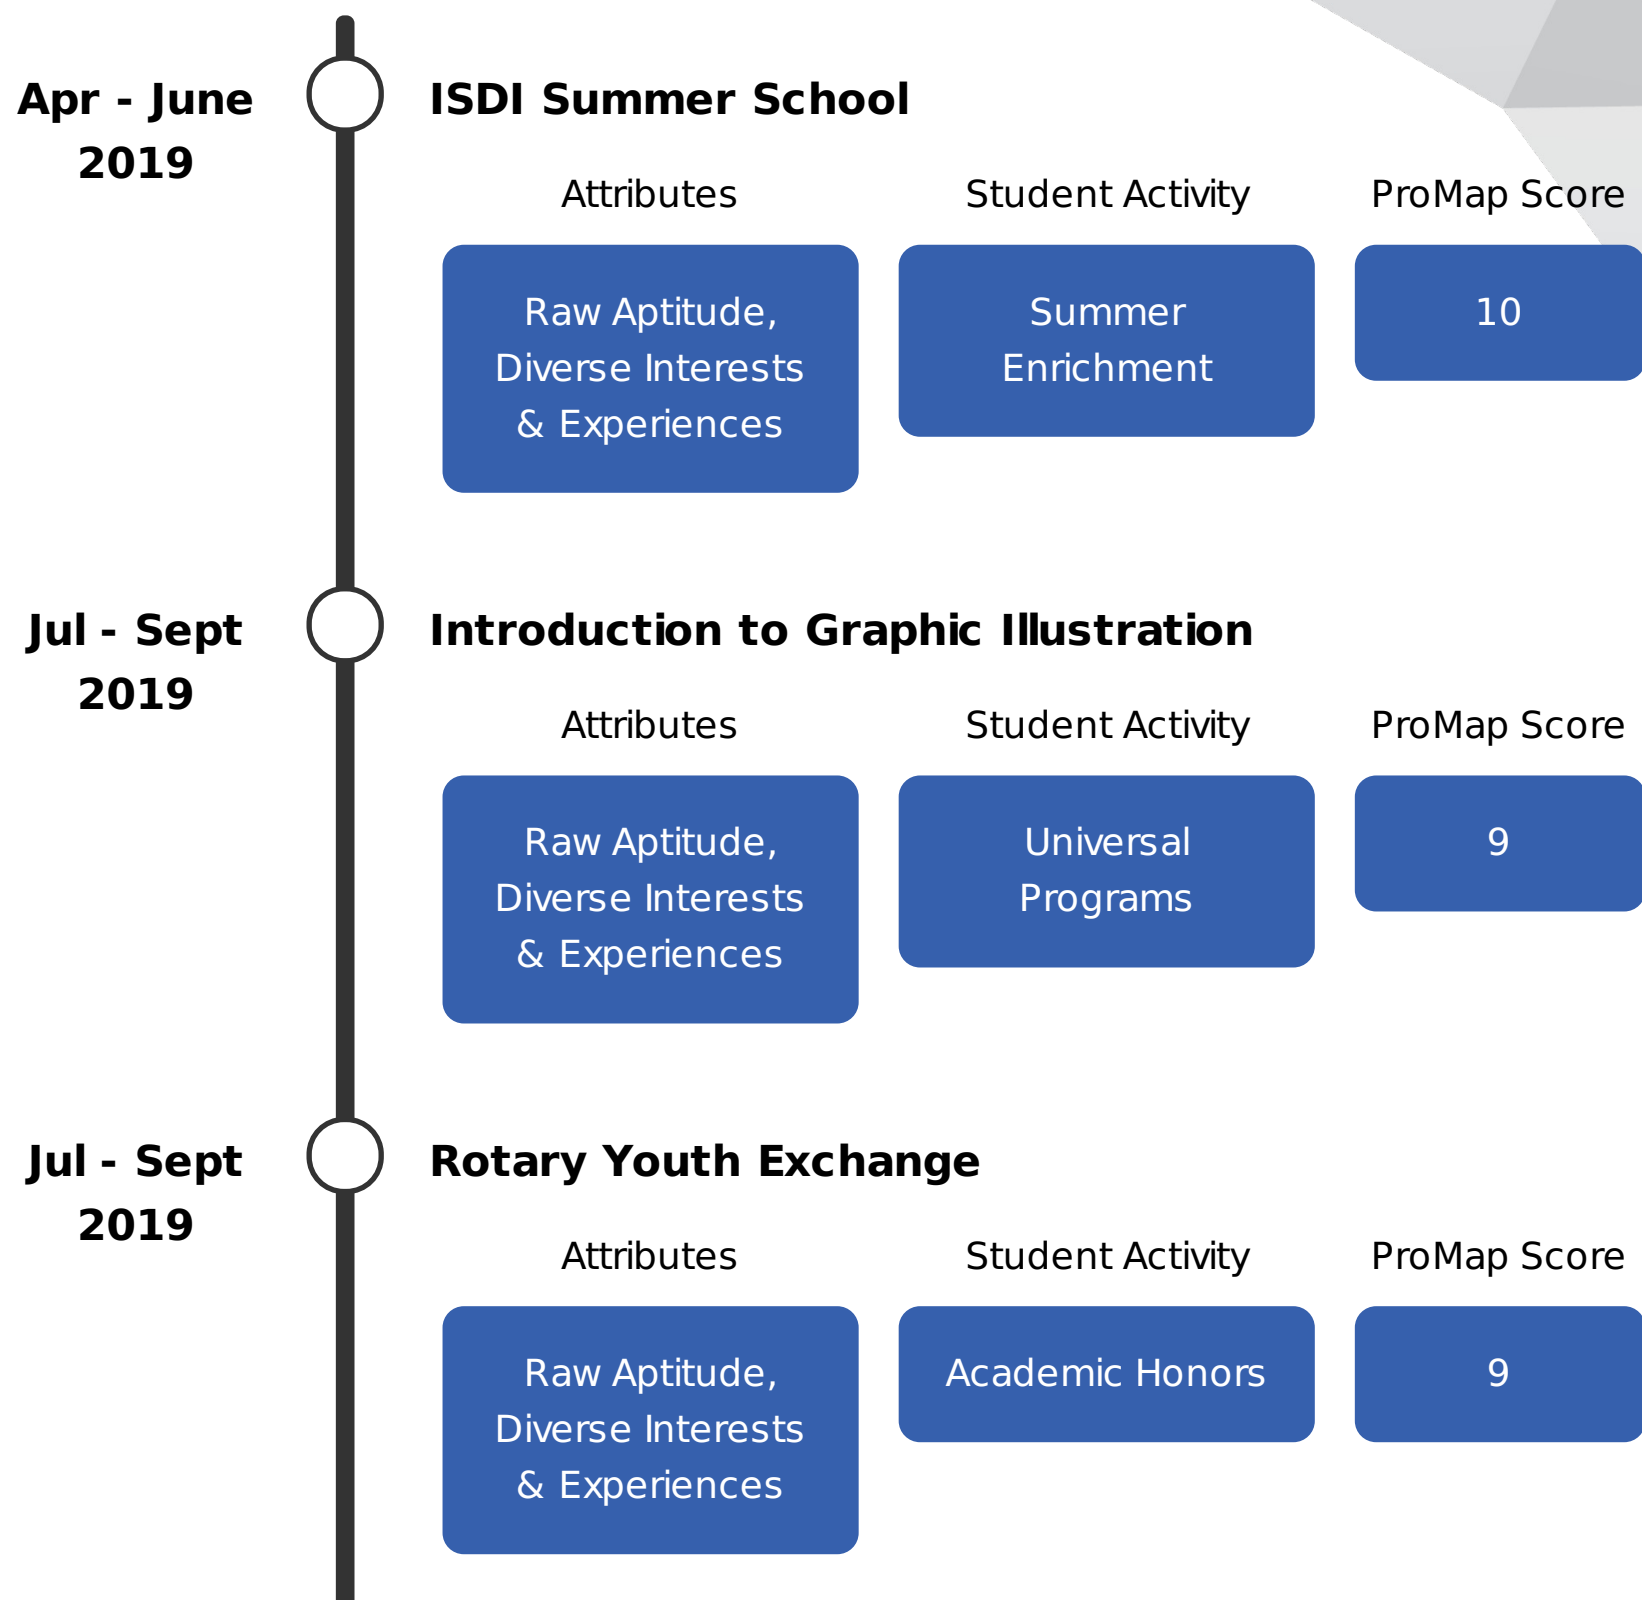 Apr - June
2019
ISDI Summer School
Attributes
Student Activity
ProMap Score
Raw Aptitude,
Diverse Interests
& Experiences
Summer
Enrichment
10
Jul - Sept
2019
Introduction to Graphic Illustration
Attributes
Student Activity
ProMap Score
Raw Aptitude,
Diverse Interests
& Experiences
Universal
Programs
9
Jul - Sept
2019
Rotary Youth Exchange
Attributes
Student Activity
ProMap Score
Raw Aptitude,
Diverse Interests
& Experiences
Academic Honors
9